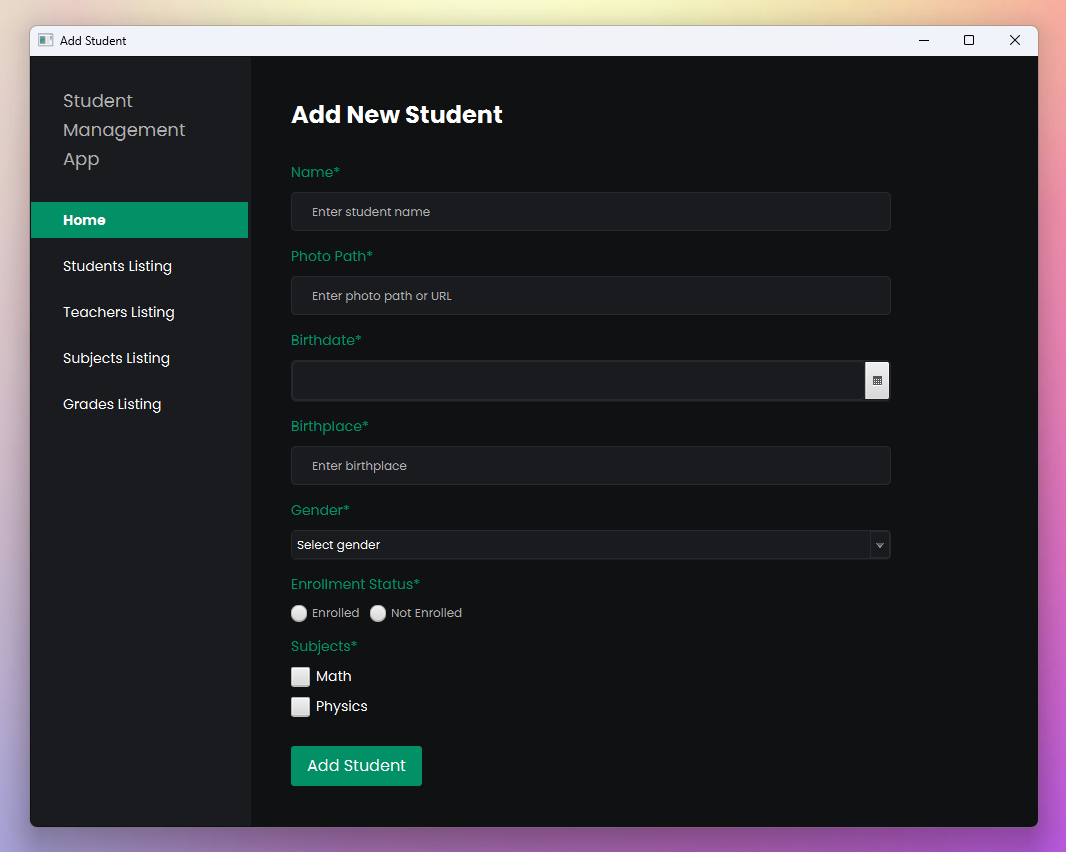 Add Student
Student
Management
App
Home
Students Listing
Teachers Listing
Subjects Listing
Grades Listing
Add New Student
Name*
Enter student name
Photo Path*
Enter photo path or URL
Birthdate*
Birthplace*
Enter birthplace
Gender*
Select gender
Enrollment Status*
Enrolled Not Enrolled
Subjects*
Math
Physics
Add Student